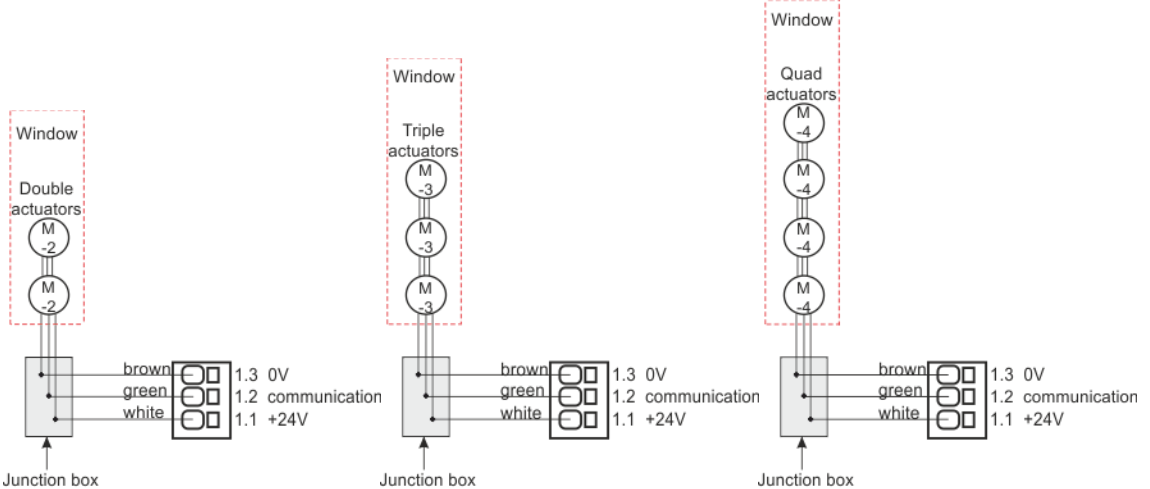 Window
Double
actuators
M
-2
M
-2
brown
green
white
1.3 0V
1.2 communication
1.1 +24V
Junction box
Window
Triple
actuators
M
-3
M
-3
M
-3
brown
green
white
1.3 0V
1.2 communication
1.1 +24V
Junction box
Window
Quad
actuators
M
-4
M
-4
M
-4
M
-4
brown
green
white
1.3 0V
1.2 communication
1.1 +24V
Junction box